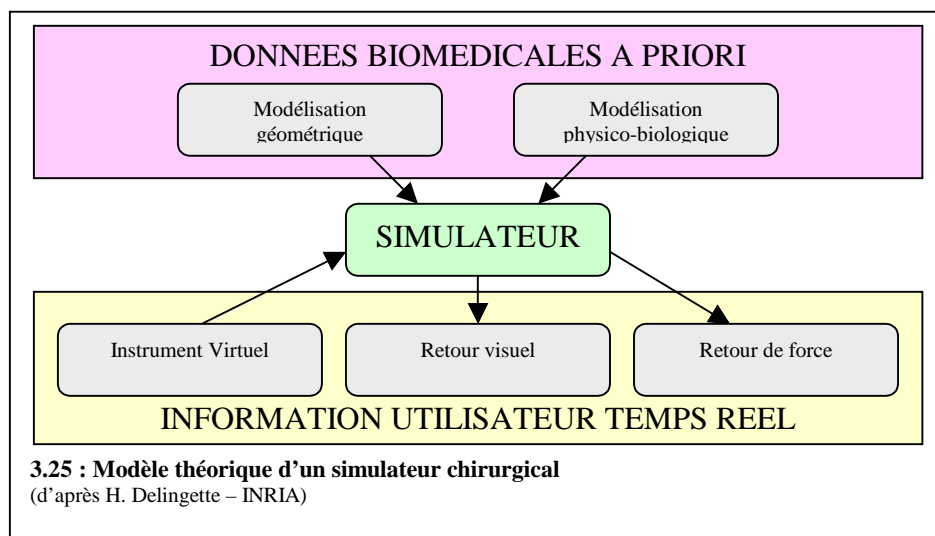 DONNEES BIOMEDICALES A PRIORI
Modélisation
géométrique
Modélisation
physico-biologique
SIMULATEUR
Instrument Virtuel
Retour visuel
Retour de force
INFORMATION UTILISATEUR TEMPS REEL
3.25 : Modèle théorique d’un simulateur chirurgical
(d’après H. Delingette – INRIA)